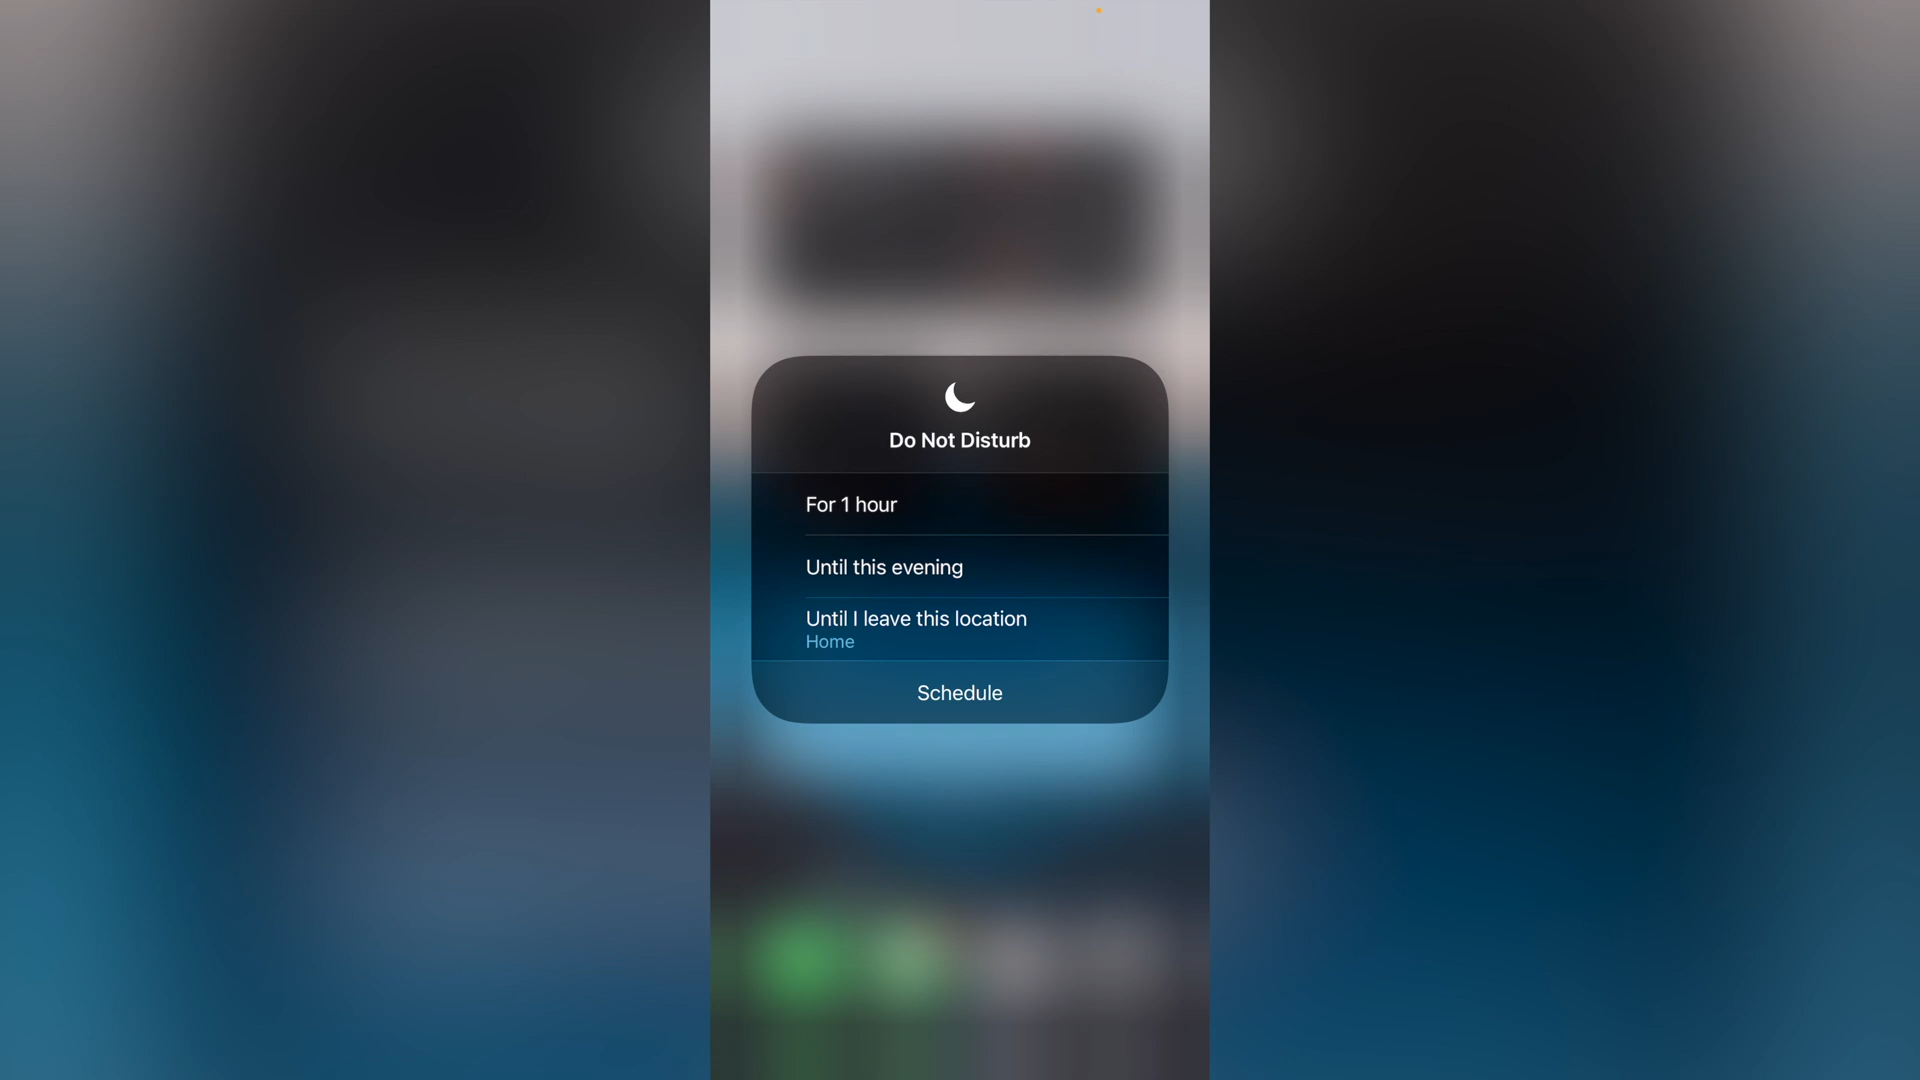 Do Not Disturb
For 1 hour
Until this evening
Until I leave this location
Home
Schedule